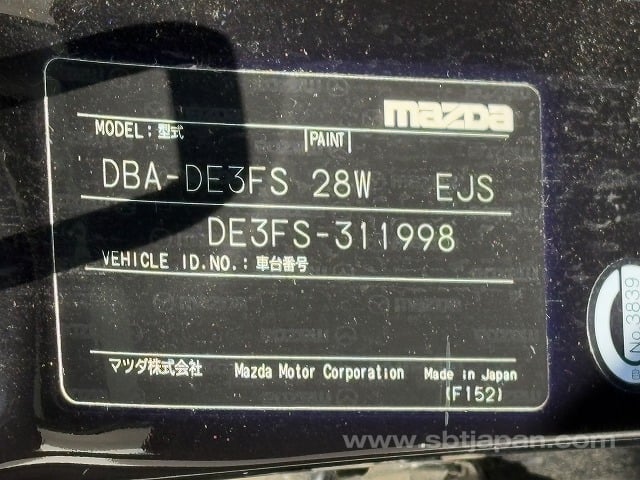 mazda
MODEL:型式 PAINT
DBA-DE3FS 28W EJS
DE3FS-311998
VEHICLE ID.NO.:車台番号
マツダ株式会社 Mazda Motor Corporation Made in Japan
(F152)
No 3839
www.sbtjapan.com